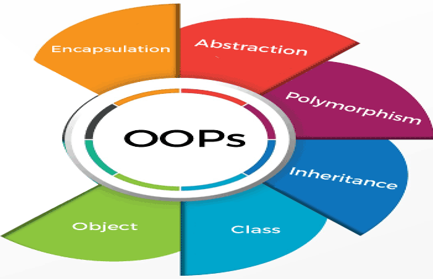 Encapsulation
Abstraction
Polymorphism
Inheritance
Class
Object
OOPs